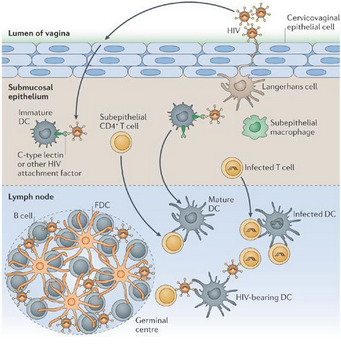 Cervicovaginal
epithelial cell
HIV
Lumen of vagina
Submucosal
epithelium
Langerhans cell
Immature
DC
Subepithelial
CD4⁺ T cell
Subepithelial
macrophage
C-type lectin
or other HIV
attachment factor
Infected T cell
Lymph node
Mature
DC
FDC
B cell
Infected DC
HIV-bearing DC
Germinal
centre